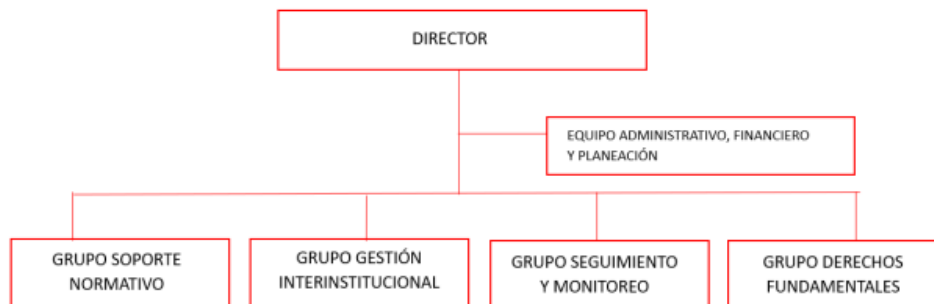 DIRECTOR
EQUIPO ADMINISTRATIVO, FINANCIERO
Y PLANEACIÓN
GRUPO SOPORTE
NORMATIVO
GRUPO GESTIÓN
INTERINSTITUCIONAL
GRUPO SEGUIMIENTO
Y MONITOREO
GRUPO DERECHOS
FUNDAMENTALES